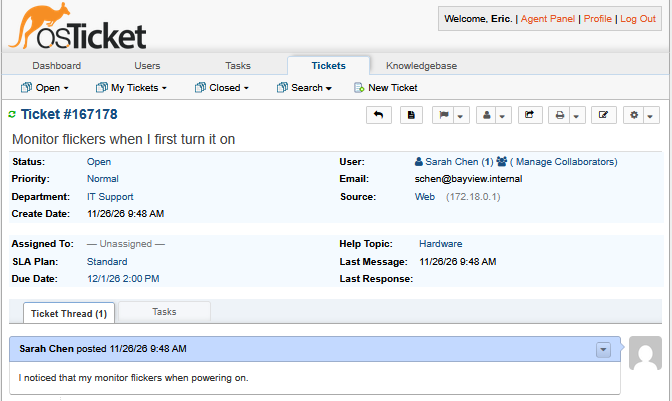 osTicket
Welcome, Eric. | Agent Panel | Profile | Log Out
Dashboard Users Tasks Tickets Knowledgebase
Open My Tickets Closed Search New Ticket
Ticket #167178
Monitor flickers when I first turn it on
Status: Open User: Sarah Chen (1) ( Manage Collaborators)
Priority: Normal Email: schen@bayview.internal
Department: IT Support Source: Web (172.18.0.1)
Create Date: 11/26/26 9:48 AM
Assigned To: — Unassigned — Help Topic: Hardware
SLA Plan: Standard Last Message: 11/26/26 9:48 AM
Due Date: 12/1/26 2:00 PM Last Response:
Ticket Thread (1) Tasks
Sarah Chen posted 11/26/26 9:48 AM
I noticed that my monitor flickers when powering on.